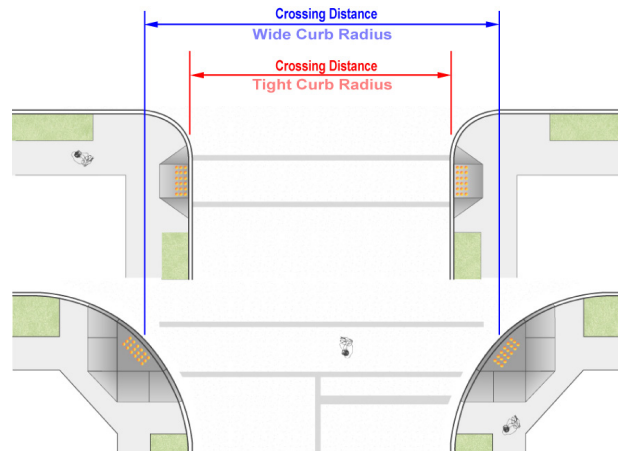 Crossing Distance
Wide Curb Radius
Crossing Distance
Tight Curb Radius